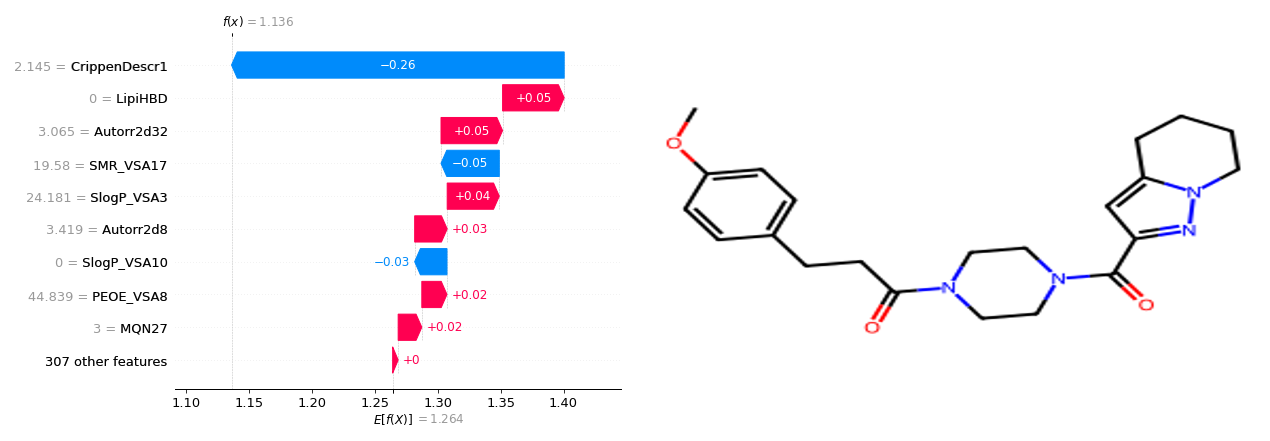 f(x) = 1.136
2.145 = CrippenDescr1
−0.26
0 = LipiHBD
+0.05
3.065 = Autorr2d32
+0.05
19.58 = SMR_VSA17
−0.05
24.181 = SlogP_VSA3
+0.04
3.419 = Autorr2d8
+0.03
0 = SlogP_VSA10
−0.03
44.839 = PEOE_VSA8
+0.02
3 = MQN27
+0.02
307 other features
+0
1.10 1.15 1.20 1.25 1.30 1.35 1.40
E[f(X)] = 1.264
O
N
N
O
N
N
O